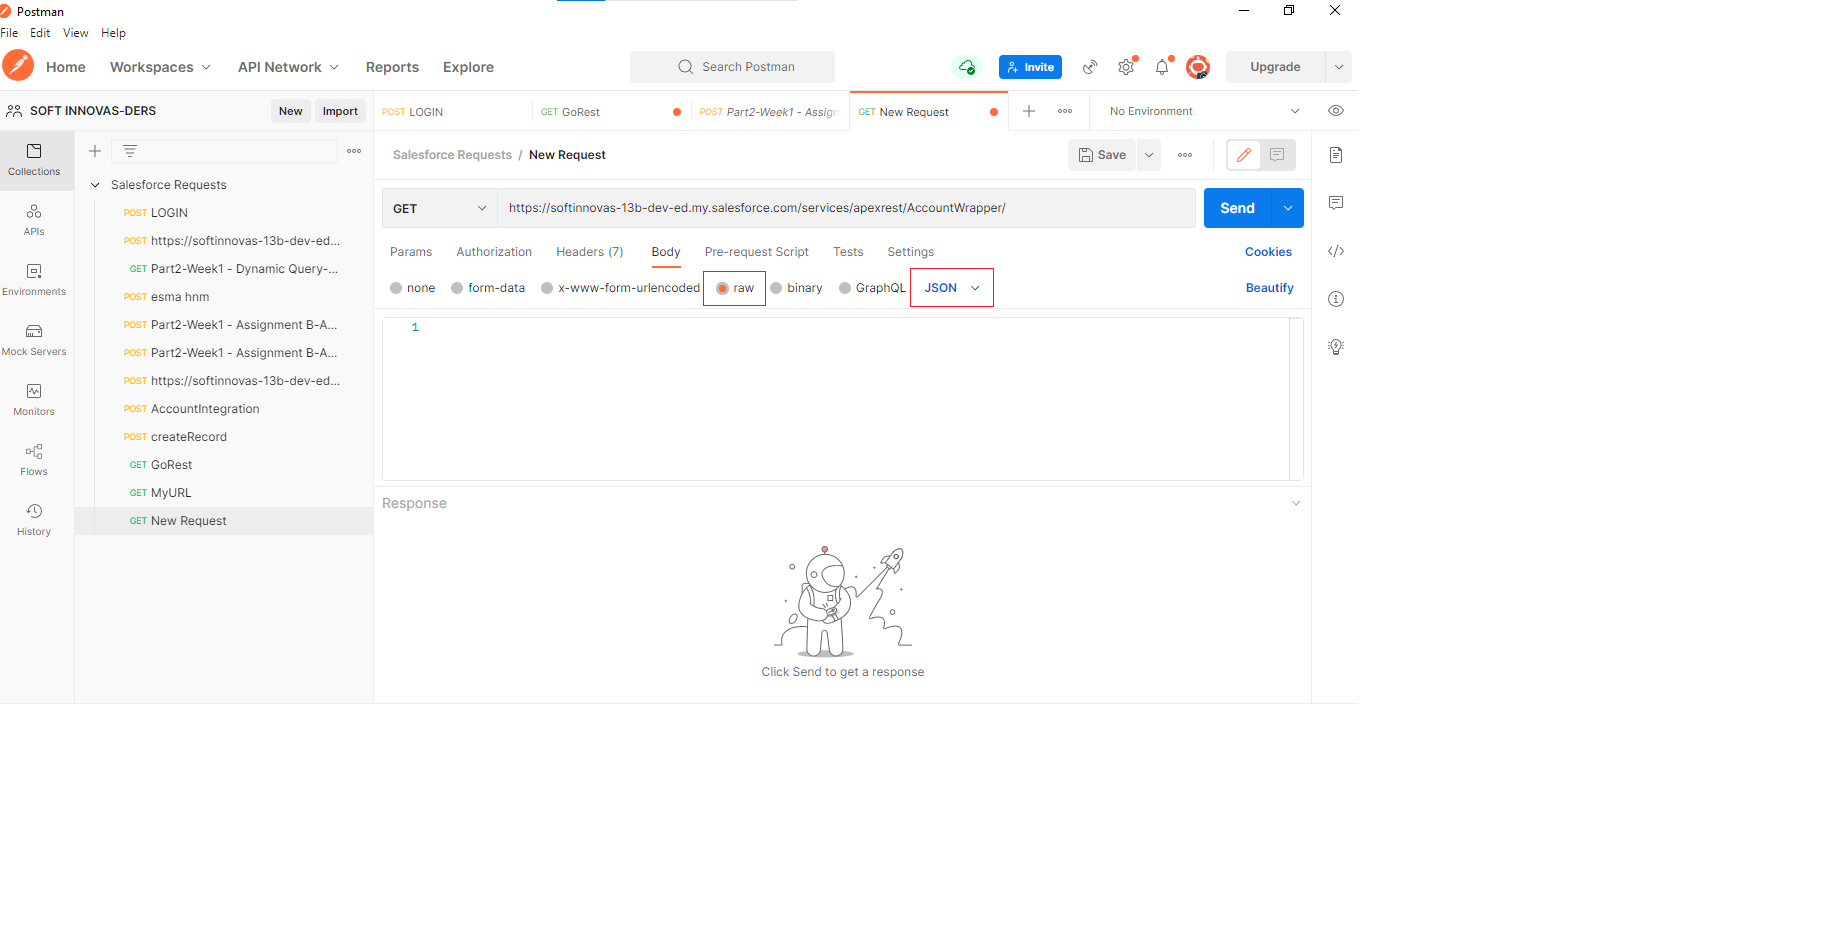 Postman
File Edit View Help
Home Workspaces API Network Reports Explore Search Postman Invite Upgrade
SOFT INNOVAS-DERS New Import
POST LOGIN GET GoRest POST Part2-Week1 - Assign GET New Request No Environment
Collections
APIs
Environments
Mock Servers
Monitors
Flows
History
Salesforce Requests
POST LOGIN
POST https://softinnovas-13b-dev-ed...
GET Part2-Week1 - Dynamic Query-...
POST esma hnm
POST Part2-Week1 - Assignment B-A...
POST Part2-Week1 - Assignment B-A...
POST https://softinnovas-13b-dev-ed...
POST AccountIntegration
POST createRecord
GET GoRest
GET MyURL
GET New Request
Salesforce Requests / New Request Save
GET https://softinnovas-13b-dev-ed.my.salesforce.com/services/apexrest/AccountWrapper/ Send
Params Authorization Headers (7) Body Pre-request Script Tests Settings Cookies
none form-data x-www-form-urlencoded raw binary GraphQL JSON Beautify
1
Response
Click Send to get a response